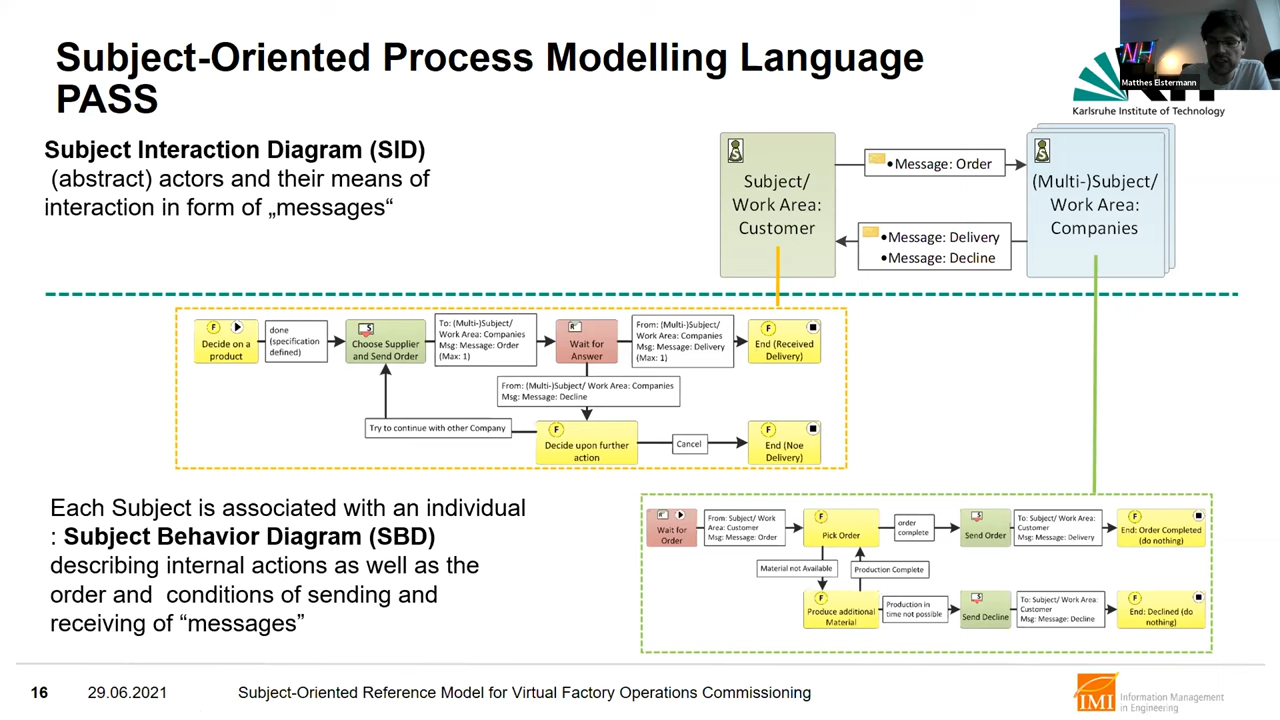 Subject-Oriented Process Modelling Language
PASS
Matthes Elstermann
Karlsruhe Institute of Technology
Subject Interaction Diagram (SID)
(abstract) actors and their means of
interaction in form of „messages“
Subject/
Work Area:
Customer
•Message: Order
•Message: Delivery
•Message: Decline
(Multi-)Subject/
Work Area:
Companies
Decide on a
product
done
(specification
defined)
Choose Supplier
and Send Order
To: (Multi-)Subject/
Work Area: Companies
Msg: Message: Order
(Max: 1)
Wait for
Answer
From: (Multi-)Subject/
Work Area: Companies
Msg: Message: Delivery
(Max: 1)
End (Received
Delivery)
From: (Multi-)Subject/ Work Area: Companies
Msg: Message: Decline
Try to continue with other Company
Decide upon further
action
Cancel
End (Noe
Delivery)
Each Subject is associated with an individual
: Subject Behavior Diagram (SBD)
describing internal actions as well as the
order and conditions of sending and
receiving of “messages”
Wait for
Order
From: Subject/ Work
Area: Customer
Msg: Message: Order
Pick Order
order
complete
Send Order
To: Subject/ Work Area:
Customer
Msg: Message: Delivery
End: Order Completed
(do nothing)
Material not Available
Production Complete
Produce additional
Material
Production in
time not possible
Send Decline
To: Subject/ Work Area:
Customer
Msg: Message: Decline
End: Declined (do
nothing)
16
29.06.2021
Subject-Oriented Reference Model for Virtual Factory Operations Commissioning
IMI
Information Management
in Engineering